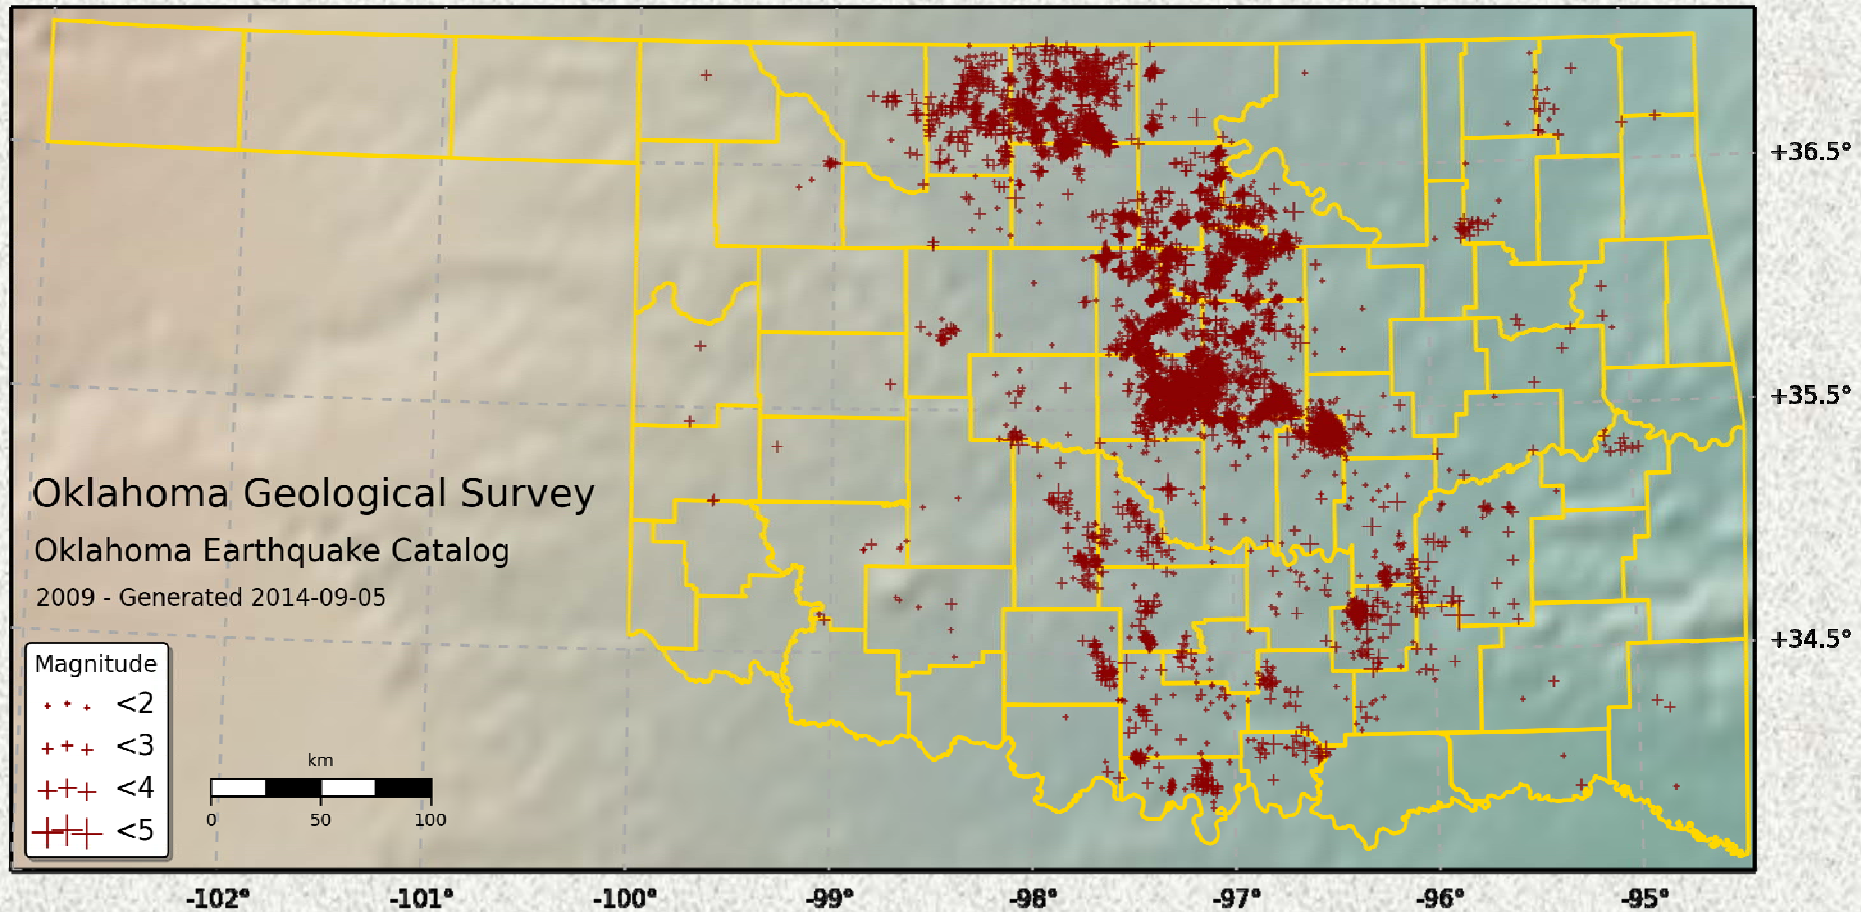 +36.5°
+35.5°
Oklahoma Geological Survey
Oklahoma Earthquake Catalog
2009 - Generated 2014-09-05
+34.5°
Magnitude
<2
<3
<4
<5
km
0 50 100
-102° -101° -100° -99° -98° -97° -96° -95°